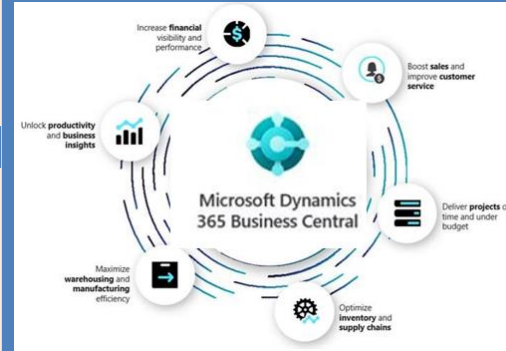 Increase financial
visibility and
performance
Boost sales and
improve customer
service
Unlock productivity
and business
insights
Microsoft Dynamics
365 Business Central
Deliver projects
time and under
budget
Maximize
warehousing and
manufacturing
efficiency
Optimize
inventory and
supply chains